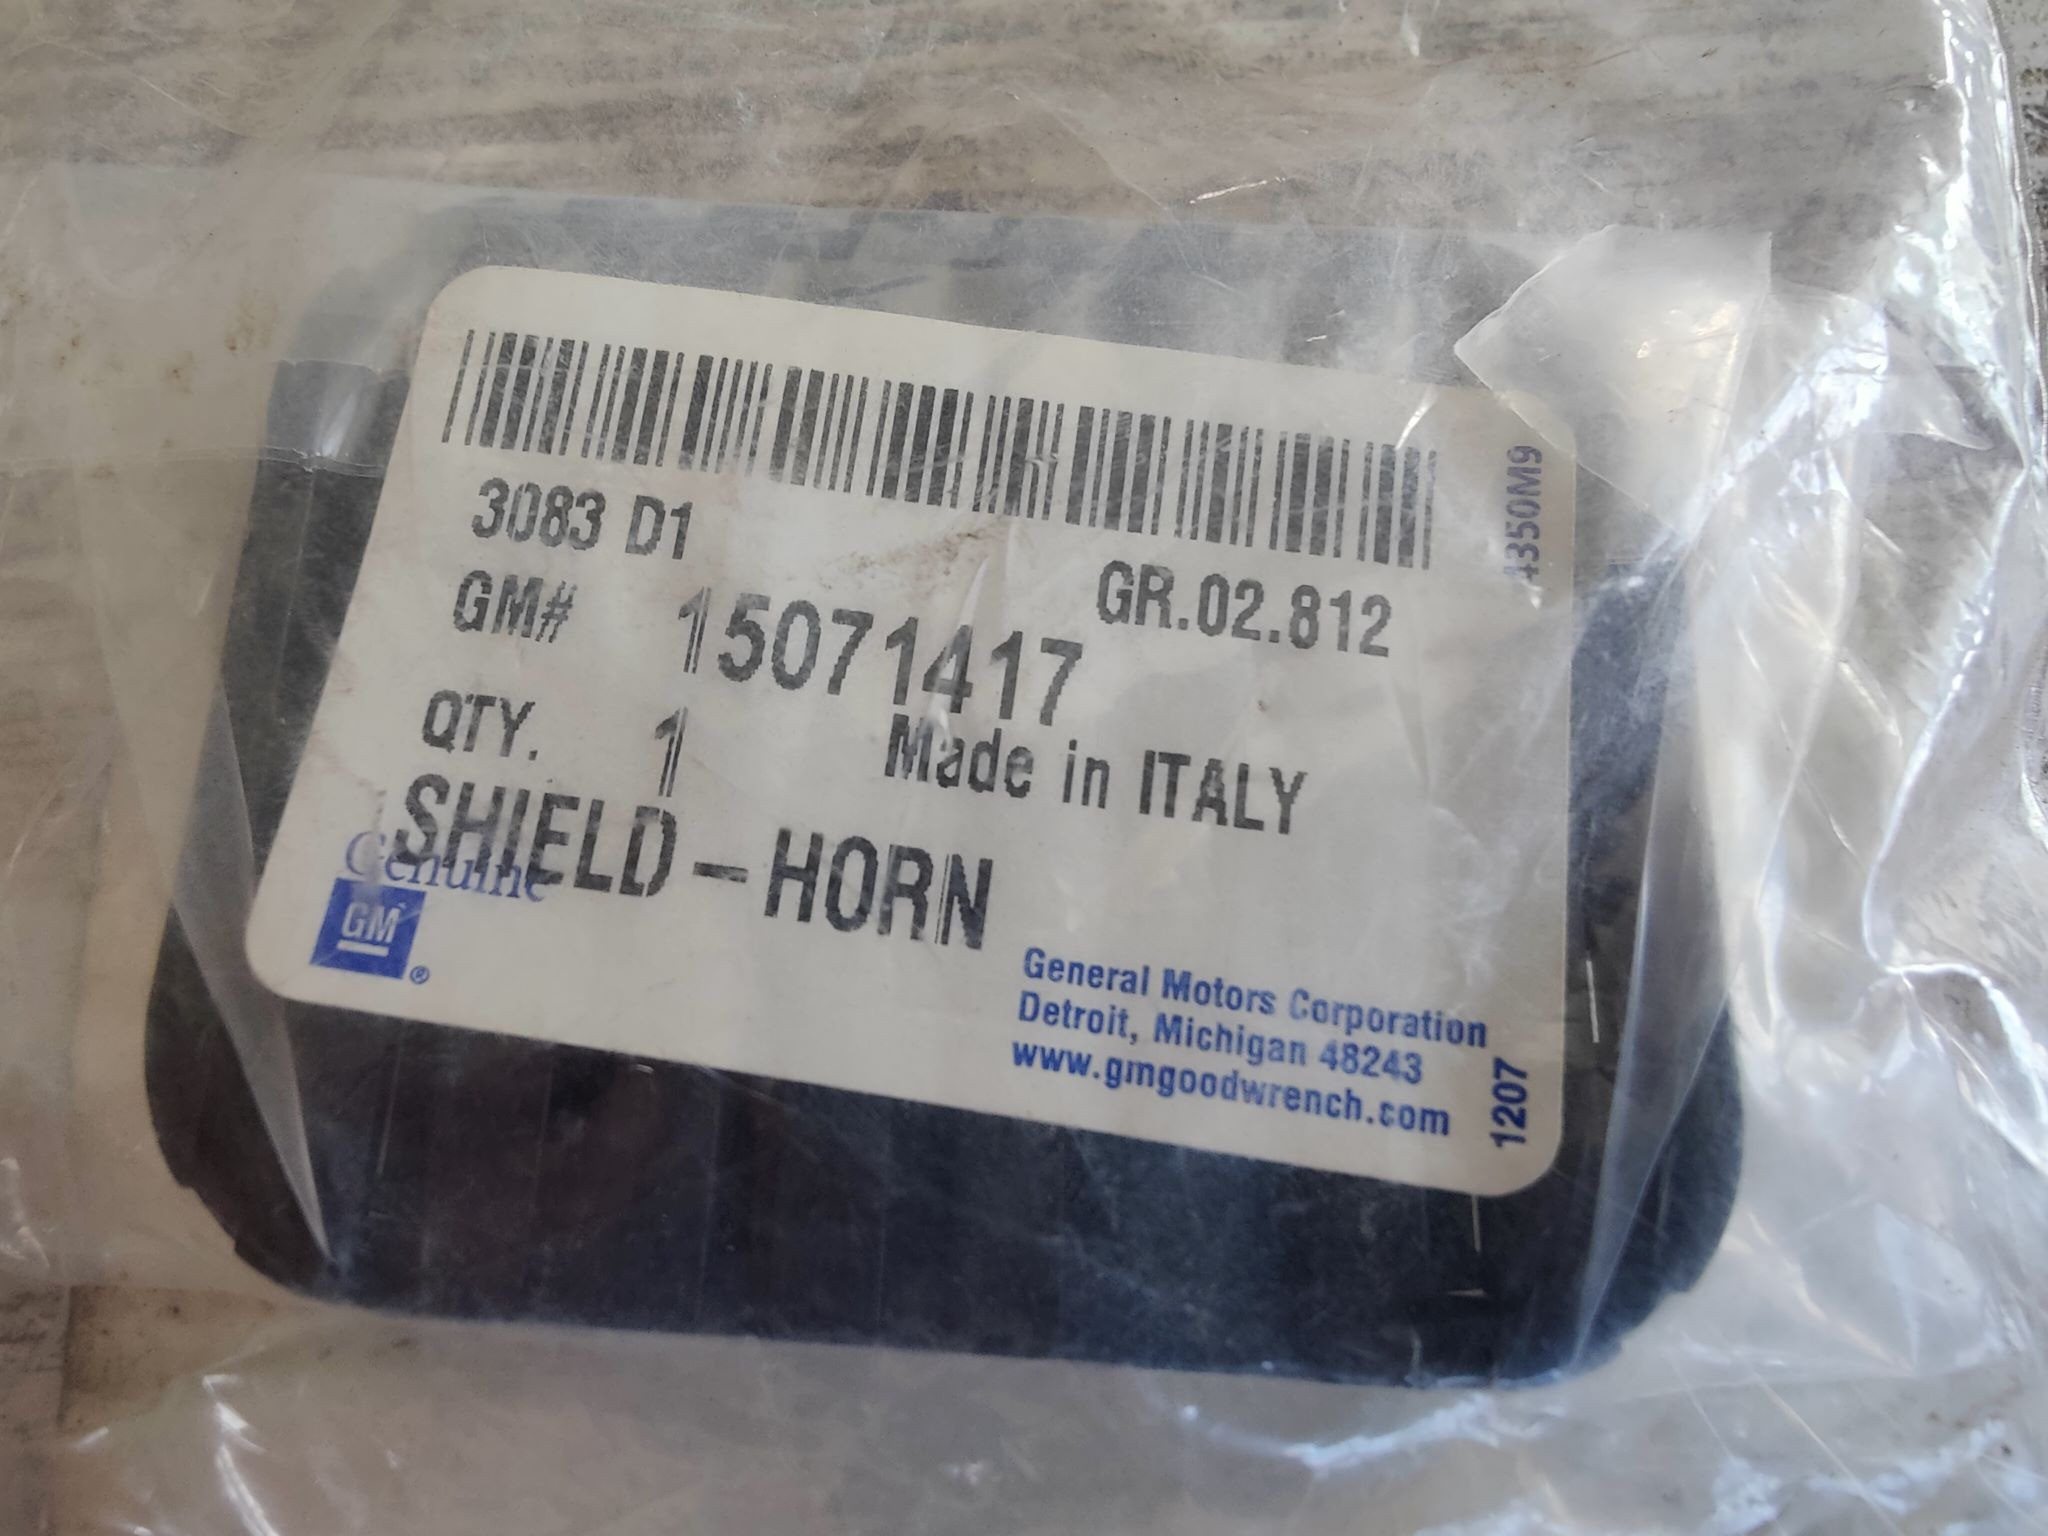 3083 D1
GR.02.812
GM# 15071417
QTY. 1 Made in ITALY
SHIELD-HORN
Genuine
GM®
General Motors Corporation
Detroit, Michigan 48243
www.gmgoodwrench.com
4350M9
1207